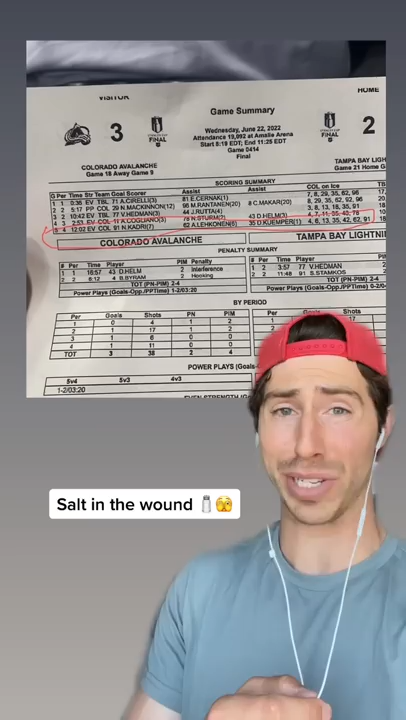 VISITOR
HOME
Game Summary
3
FINAL
Wednesday, June 22, 2022
Attendance 19,092 at Amalie Arena
Start 8:19 EDT; End 11:25 EDT
Game 0414
Final
FINAL
2
COLORADO AVALANCHE
Game 18 Away Game 9
TAMPA BAY LIGH
Game 21 Home G
SCORING SUMMARY
G Per Time Str Team Goal Scorer Assist Assist COL on Ice TB
1 1 5:36 EV TBL 71 A.CIRELLI(3) 81 E.CERNAK(1) 7, 8, 29, 35, 62, 96
2 2 5:17 PP COL 29 N.MACKINNON(12) 96 M.RANTANEN(20) 8 C.MAKAR(20) 8, 29, 35, 62, 92, 96
3 2 10:42 EV TBL 77 V.HEDMAN(3) 44 J.RUTTA(4) 3, 8, 13, 18, 35, 91
4 3 2:53 EV COL 11 A.COGLIANO(3) 78 N.STURM(2) 43 D.HELM(3)
5 4 12:02 EV COL 91 N.KADRI(7) 62 A.LEHKONEN(6) 35 D.KUEMPER(1) 4, 6, 13, 35, 42, 62, 91
COLORADO AVALANCHE
TAMPA BAY LIGHTNI
PENALTY SUMMARY
# Per Time # Player PIM Penalty
1 1 16:57 43 D.HELM 2 Interference
2 2 6:12 4 B.BYRAM 2 Hooking
TOT (PN-PIM) 2-4
Power Plays (Goals-Opp./PPTime) 1-2/03:20
# Per Time # Player
1 2 3:57 77 V.HEDMAN
2 2 11:48 91 S.STAMKOS
TOT (PN-PIM) 2-4
Power Plays (Goals-Opp./PPTime) 0-2/0
BY PERIOD
Per Goals Shots PN PIM
1 0 4 1 2
2 1 17 1 2
3 1 6 0 0
4 1 11 0 0
TOT 3 38 2 4
Per Goals Shots
POWER PLAYS (Goals-
5v4 5v3 4v3
1-2/03:20
EVEN STRENGTH
Salt in the wound 🧂🫣